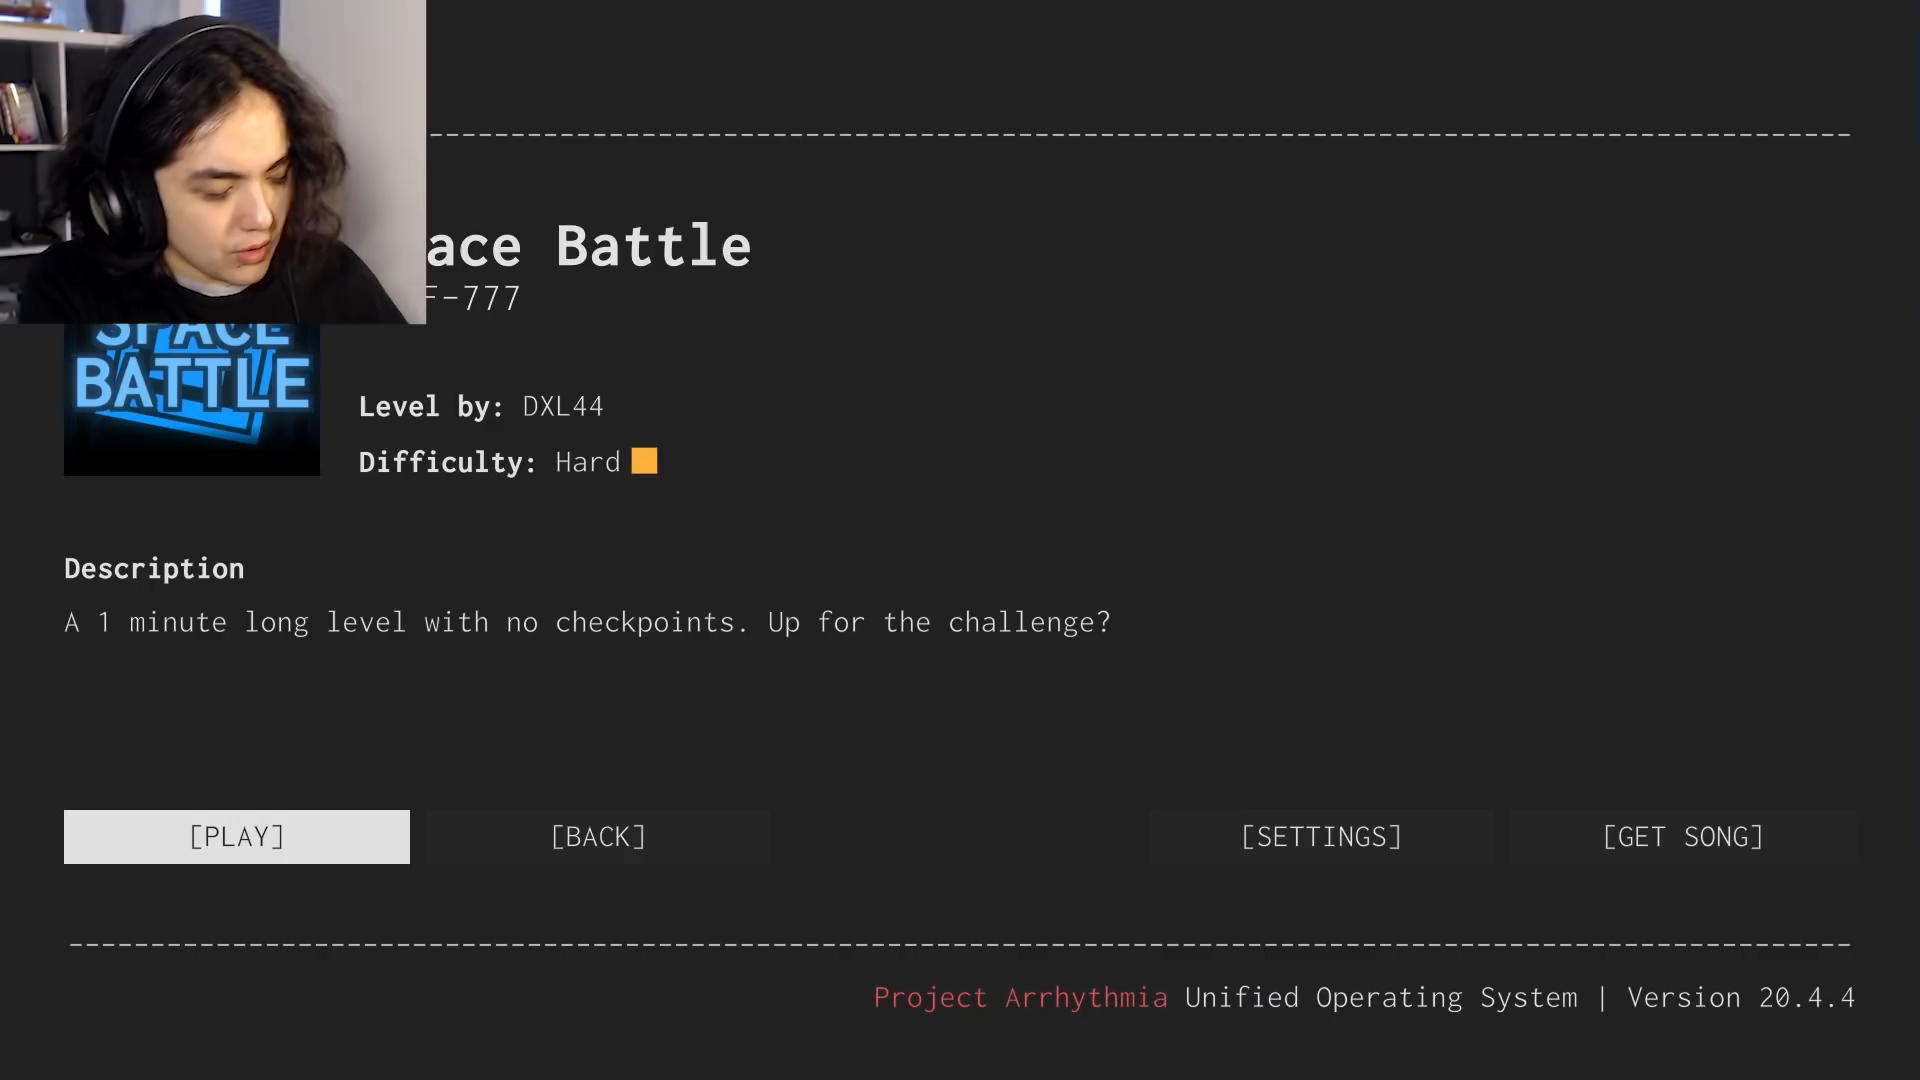 ace Battle
F-777
SPACE
BATTLE
Level by: DXL44
Difficulty: Hard
Description
A 1 minute long level with no checkpoints. Up for the challenge?
[PLAY]
[BACK]
[SETTINGS]
[GET SONG]
Project Arrhythmia Unified Operating System | Version 20.4.4